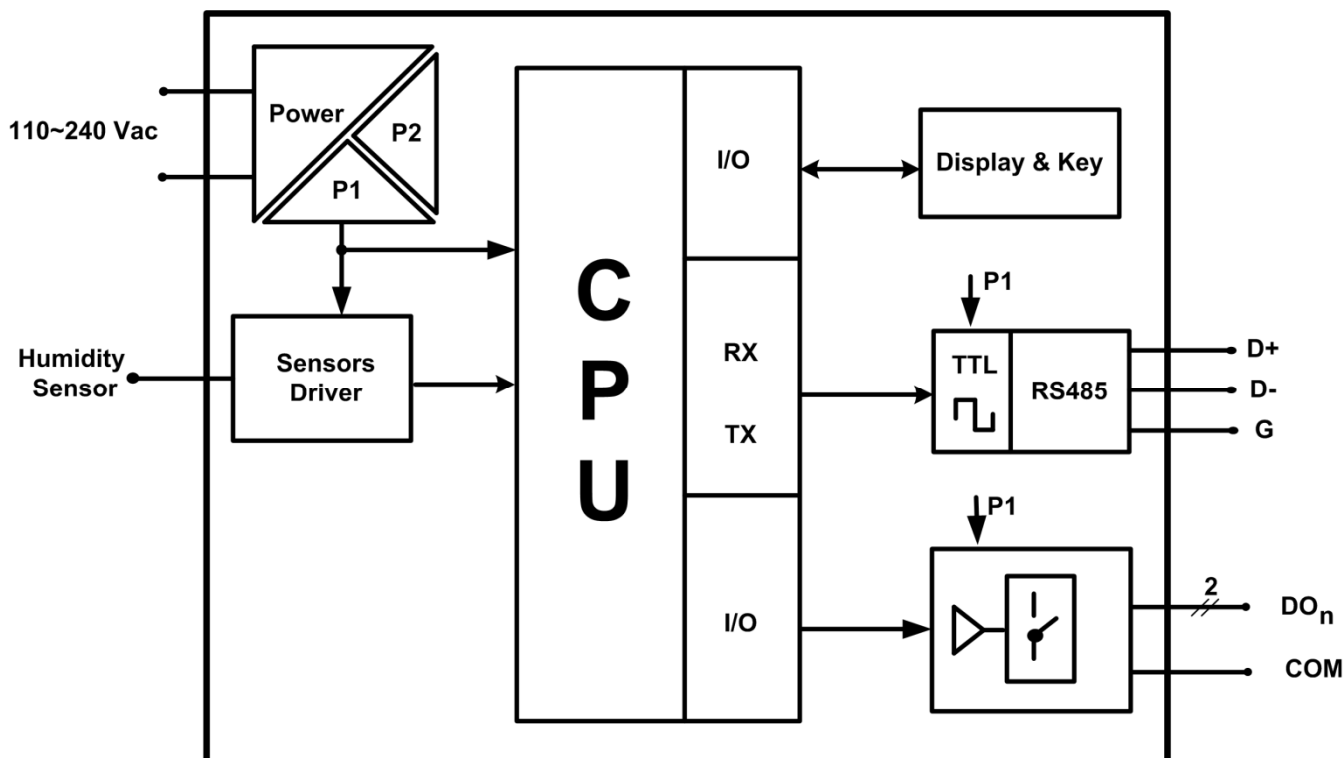 110~240 Vac
Power
P2
P1
Humidity
Sensor
Sensors
Driver
C
P
U
I/O
RX
TX
I/O
Display & Key
P1
TTL
RS485
D+
D-
G
P1
2
DOn
COM